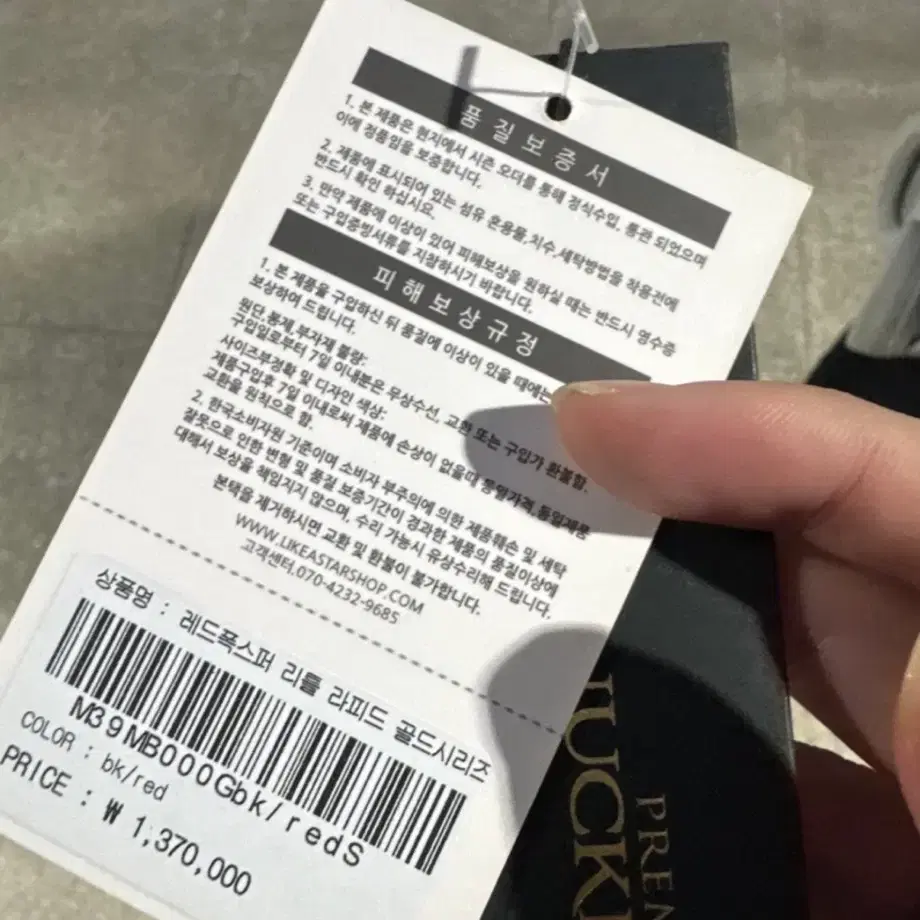 품 질 보 증 서
1. 본 제품은 현지에서 시즌 오더를 통해 정식수입, 통관 되었으며
이에 정품임을 보증합니다.
2. 제품에 표시되어 있는 섬유 혼용율,치수,세탁방법을 착용전에
반드시 확인 하십시요.
3. 만약 제품에 이상이 있어 피해보상을 원하실 때는 반드시 영수증
또는 구입증빙서류를 지참하시기 바랍니다.
피 해 보 상 규 정
1. 본 제품을 구입하신 뒤 품질에 이상이 있을 때에는
보상하여 드립니다.
원단.봉제 부자재 불량:
구입일로부터 7일 이내분은 무상수선, 교환 또는 구입가 환불함.
사이즈부정확 및 디자인 색상:
제품구입후 7일 이내로써 제품에 손상이 없을때 동일가격,동일제품
교환을 원칙으로 함.
2. 한국소비자원 기준이며 소비자 부주의에 의한 제품훼손 및 세탁
잘못으로 인한 변형 및 품질 보증기간이 경과한 제품의 품질이상에
대해서 보상을 책임지지 않으며, 수리 가능시 유상수리해 드립니다.
본택을 제거하시면 교환 및 환불이 불가합니다.
WWW.LIKEASTARSHOP.COM
고객센터.070-4232-9685
상품명 : 레드폭스퍼 리틀 라피드 골드시리즈
M39MB000Gbk/redS
COLOR : bk/red
PRICE : ₩ 1,370,000